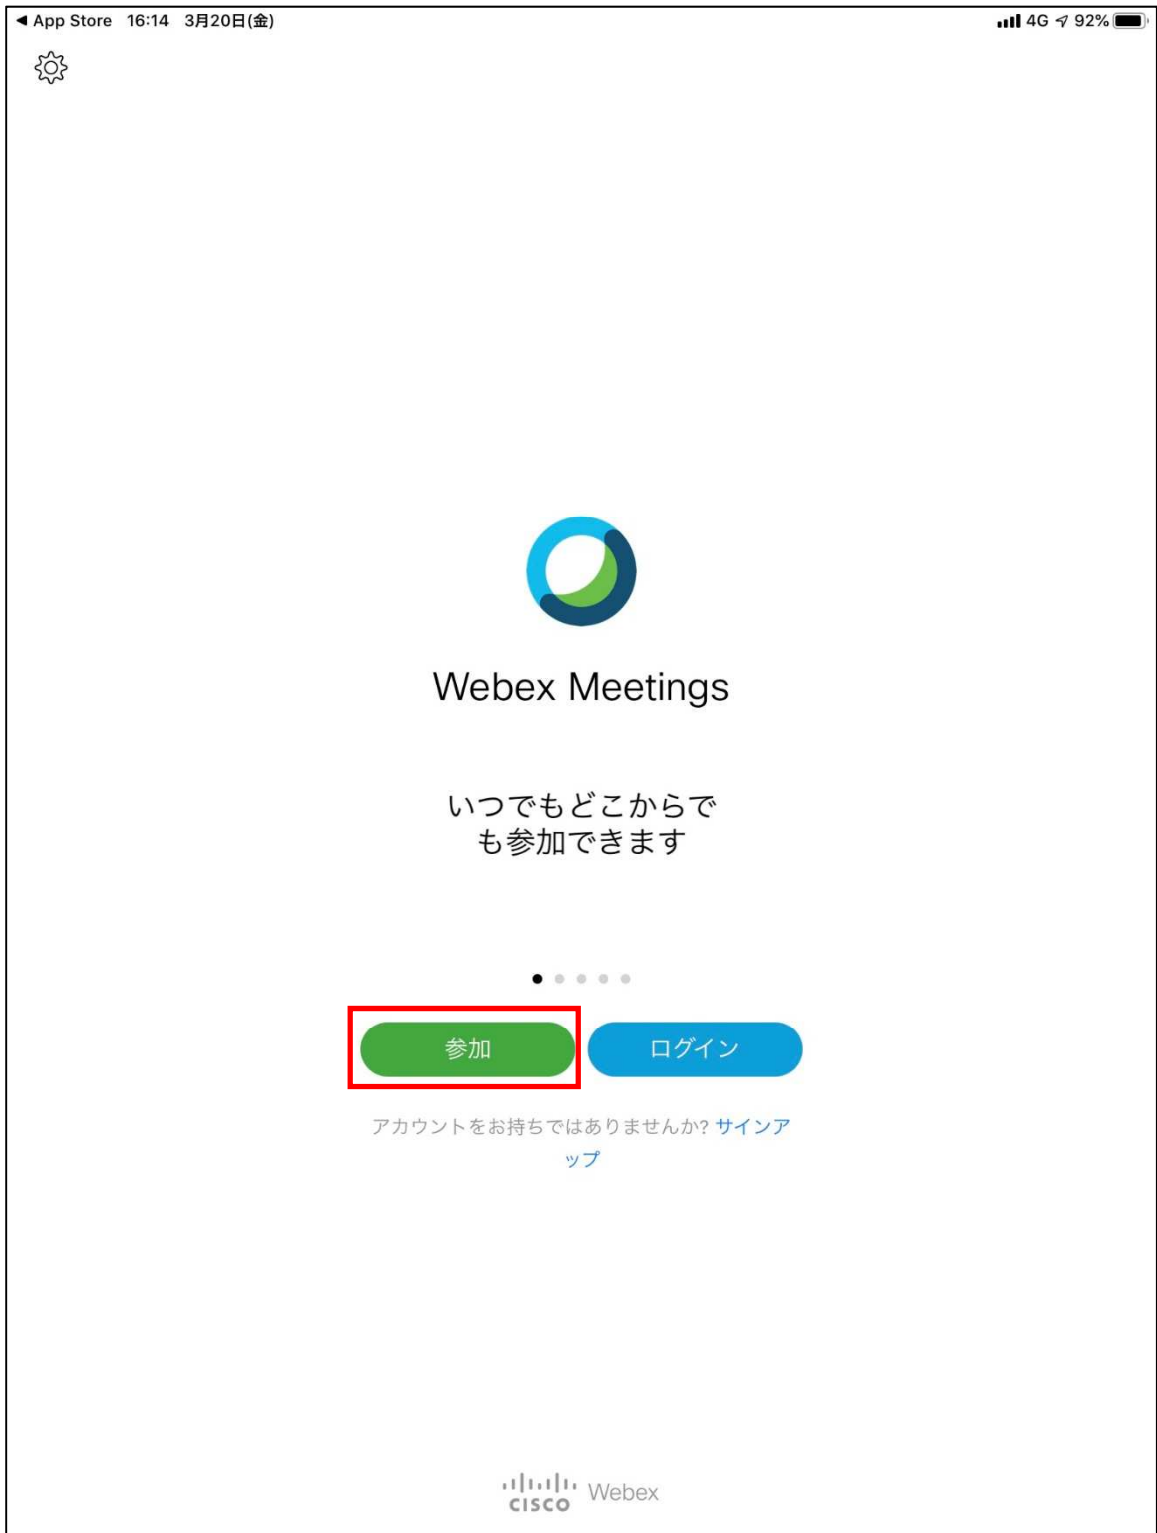 App Store 16:14 3月20日(金) 4G 92%
Webex Meetings
いつでもどこからで
も参加できます
参加 ログイン
アカウントをお持ちではありませんか? サインア
ップ
CISCO Webex